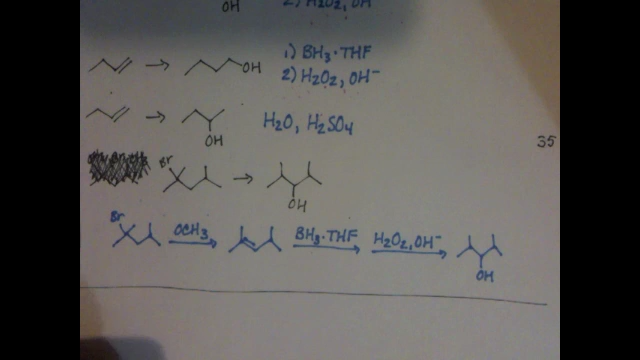 OH 2) H2O2, OH
OH 1) BH3·THF
2) H2O2, OH⁻
OH H2O, H2SO4
35
Br
OH
Br OCH3 BH3·THF H2O2, OH⁻
OH